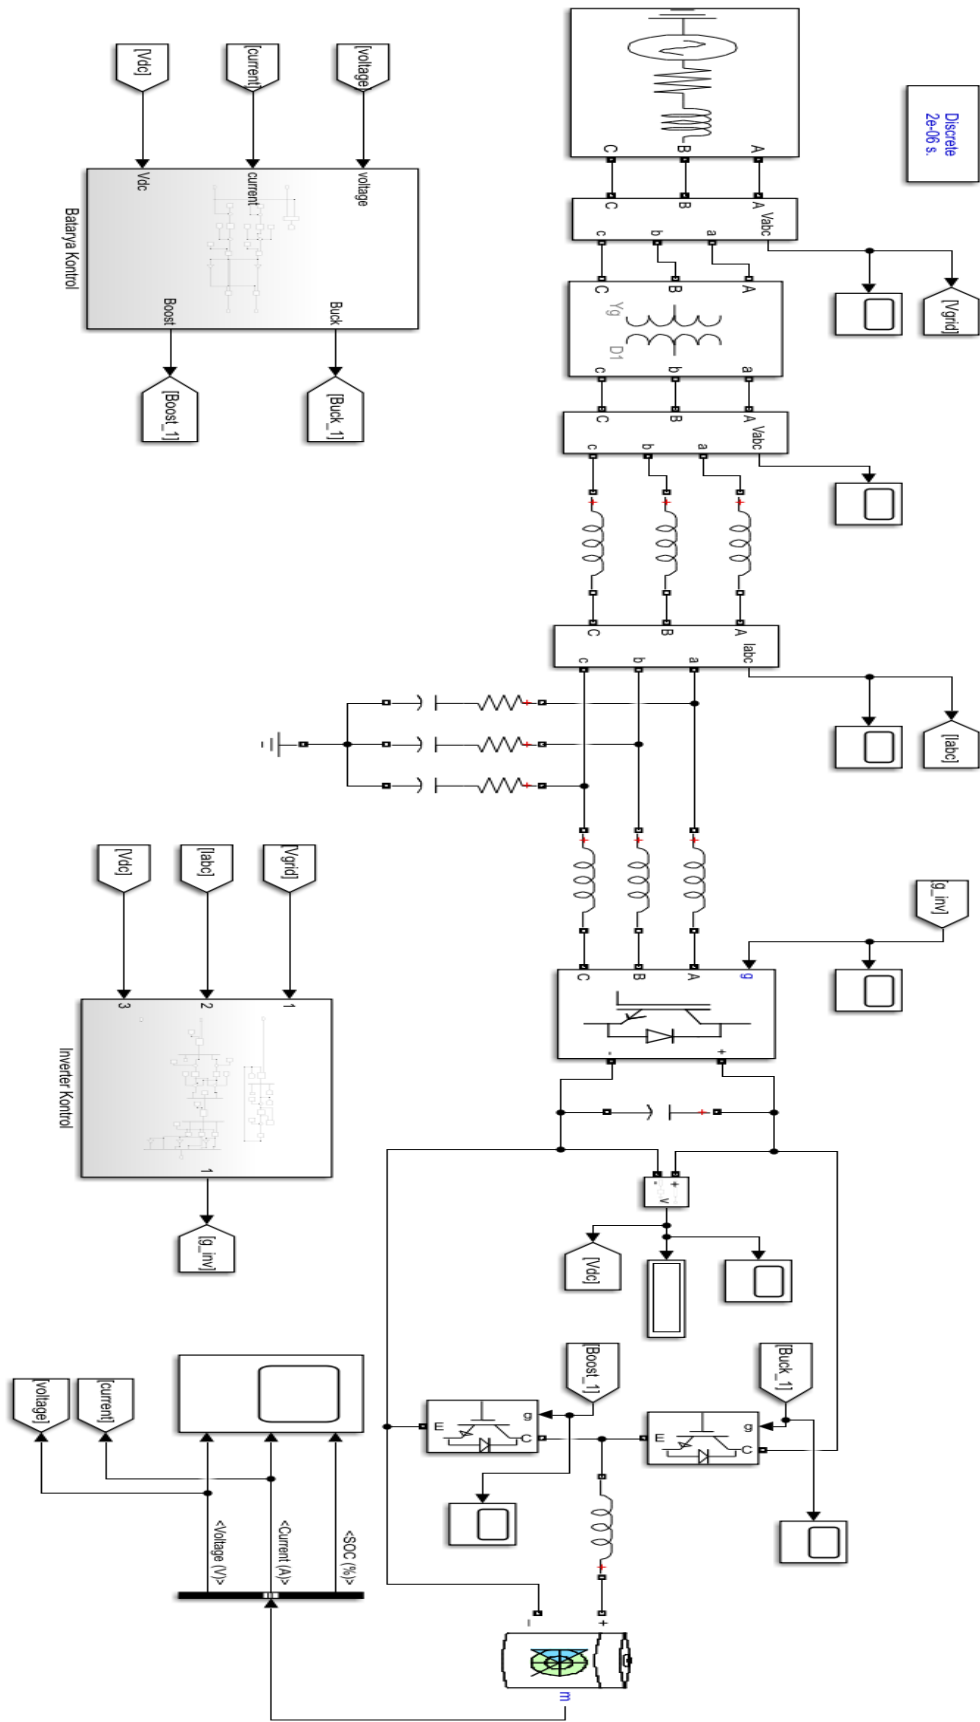 Discrete
2e-06 s.
A
B
C
A
B
C
Vabc
a
b
c
[Vgrid]
A
B
C
Yg
D1
a
b
c
A
B
C
Vabc
a
b
c
+
+
+
A
B
C
Iabc
a
b
c
[Iabc]
+
+
+
+
+
+
[g_inv]
g
A
B
C
+
-
+
+
-
v
[Vdc]
[Buck_1]
g
C
E
[Boost_1]
g
C
E
+
+
_
m
[voltage]
[current]
[Vdc]
voltage
current
Vdc
Buck
Boost
Batarya Kontrol
[Buck_1]
[Boost_1]
[Vgrid]
[Iabc]
[Vdc]
1
2
3
1
Inverter Kontrol
[g_inv]
<SOC (%)>
<Current (A)>
<Voltage (V)>
[current]
[voltage]